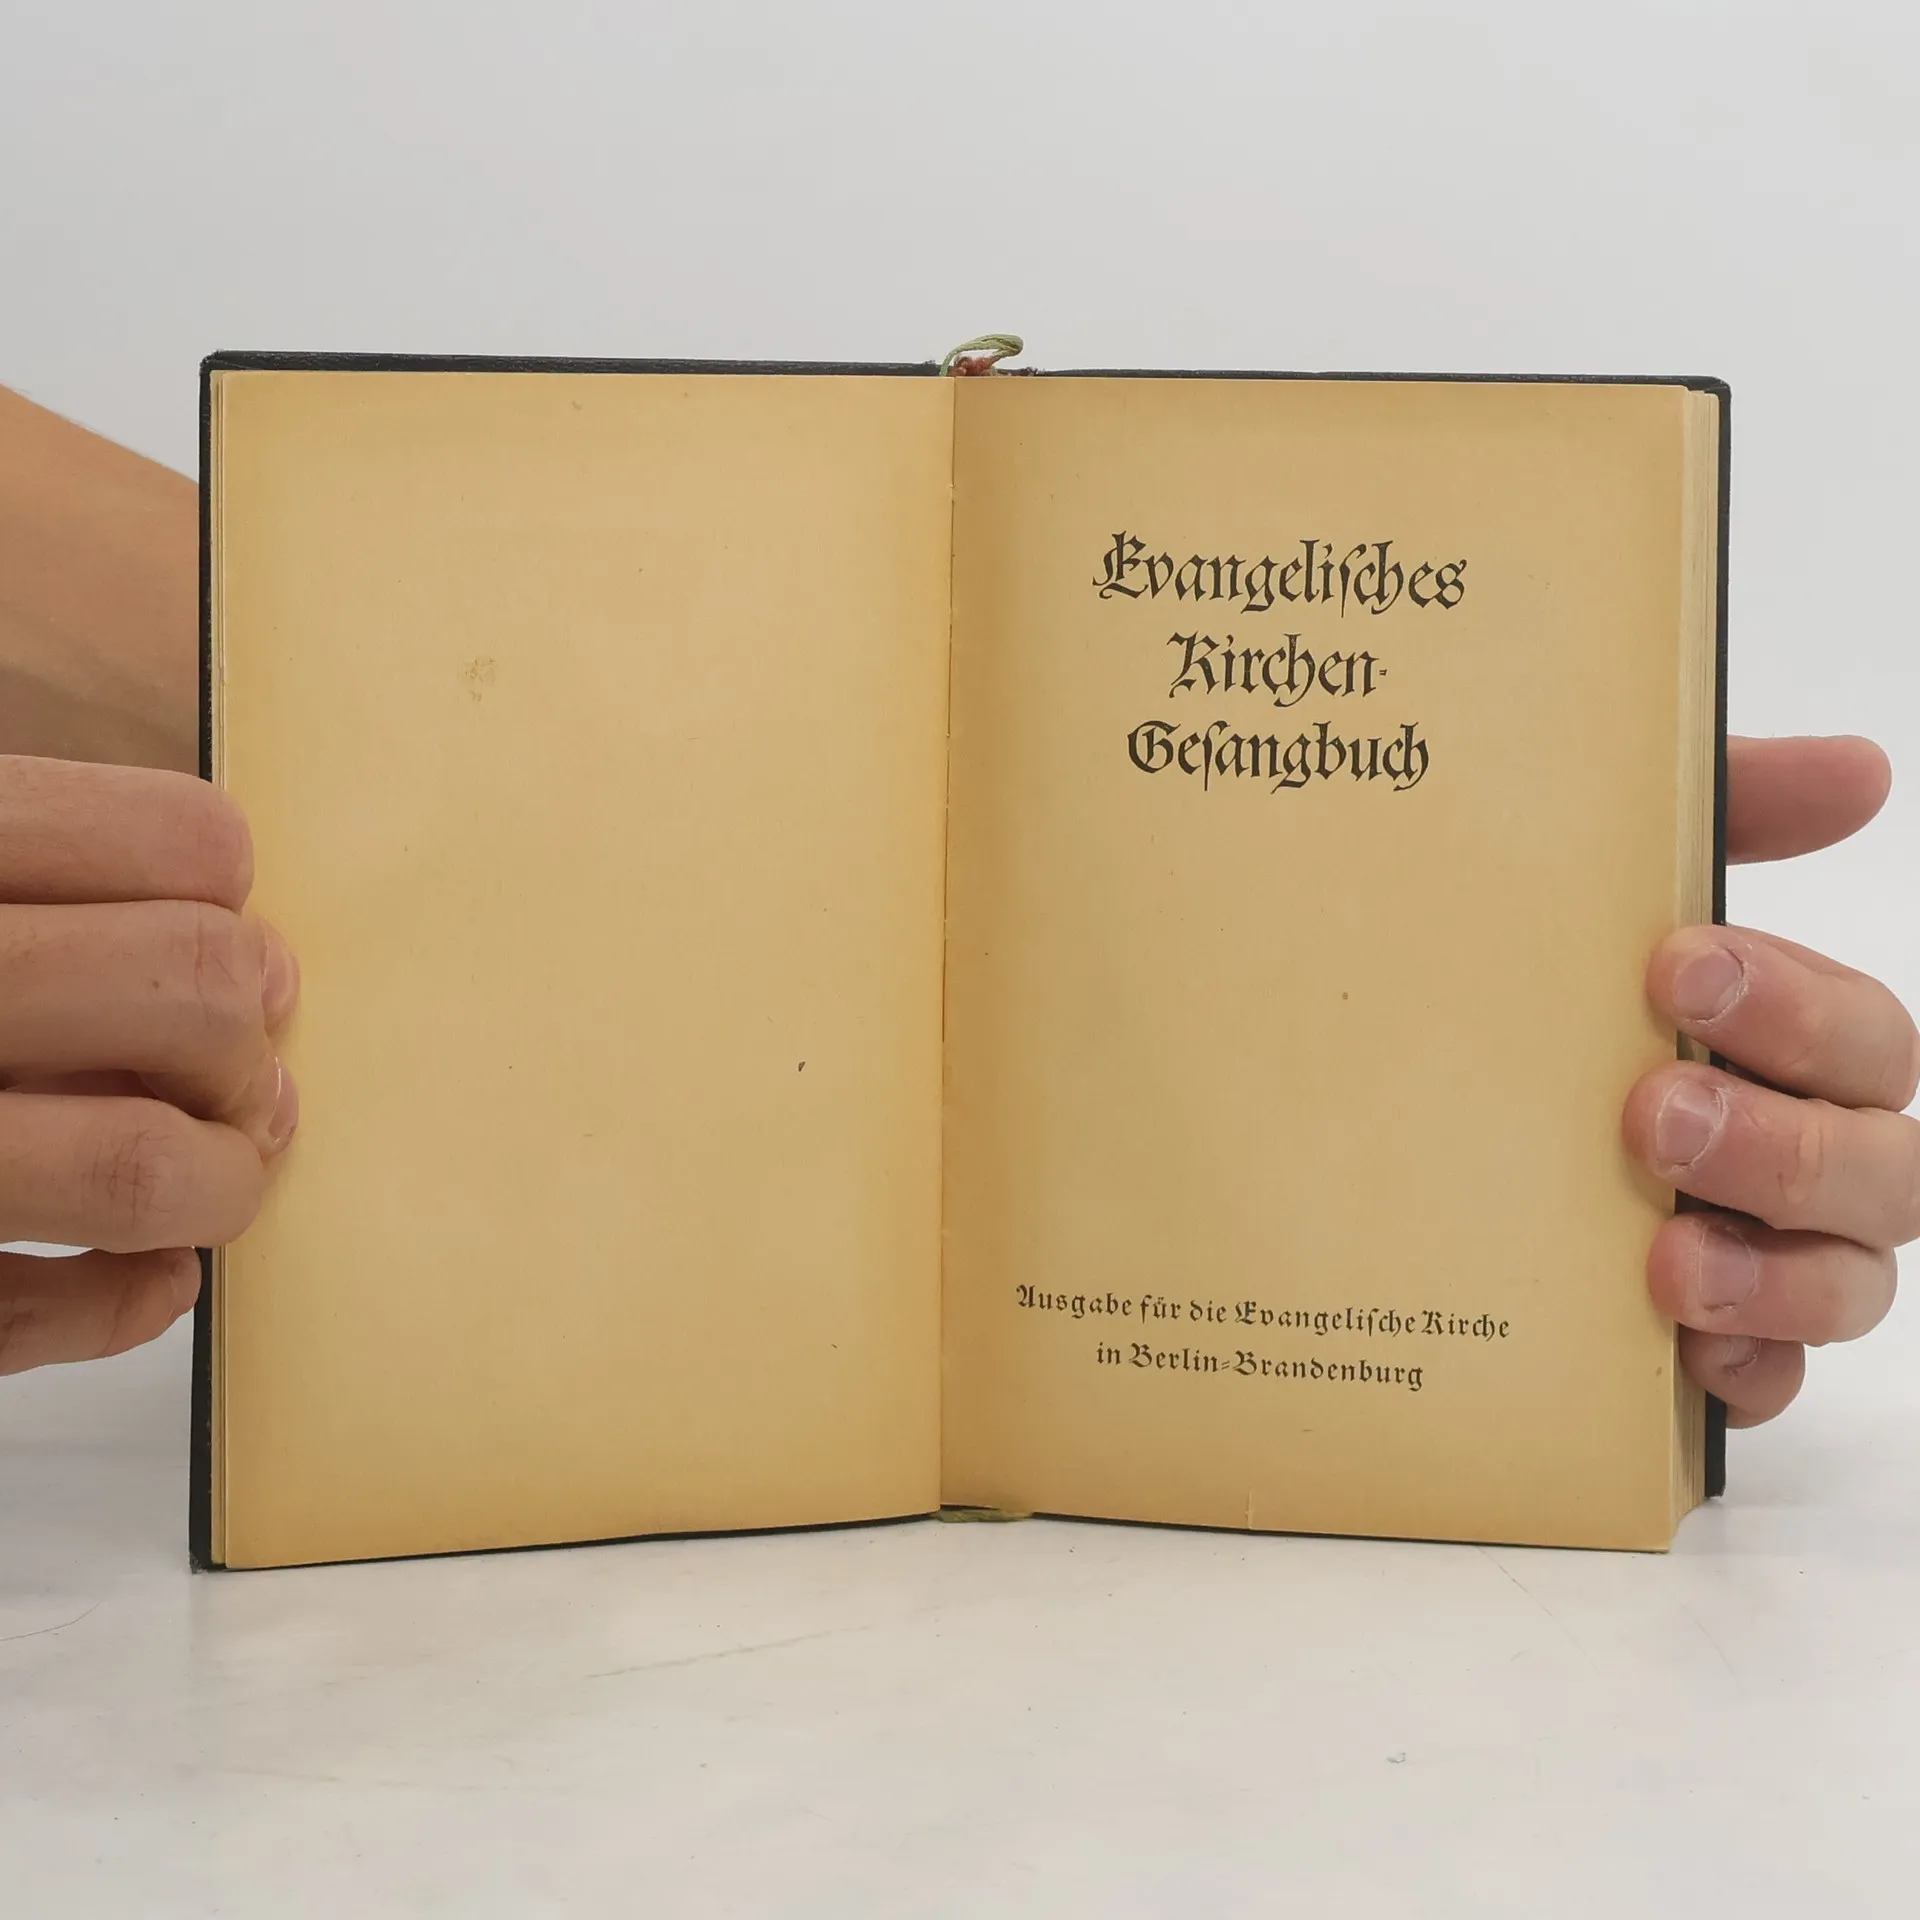 Evangeliſches
Kirchen-
Geſangbuch
Ausgabe für die Evangeliſche Kirche
in Berlin-Brandenburg